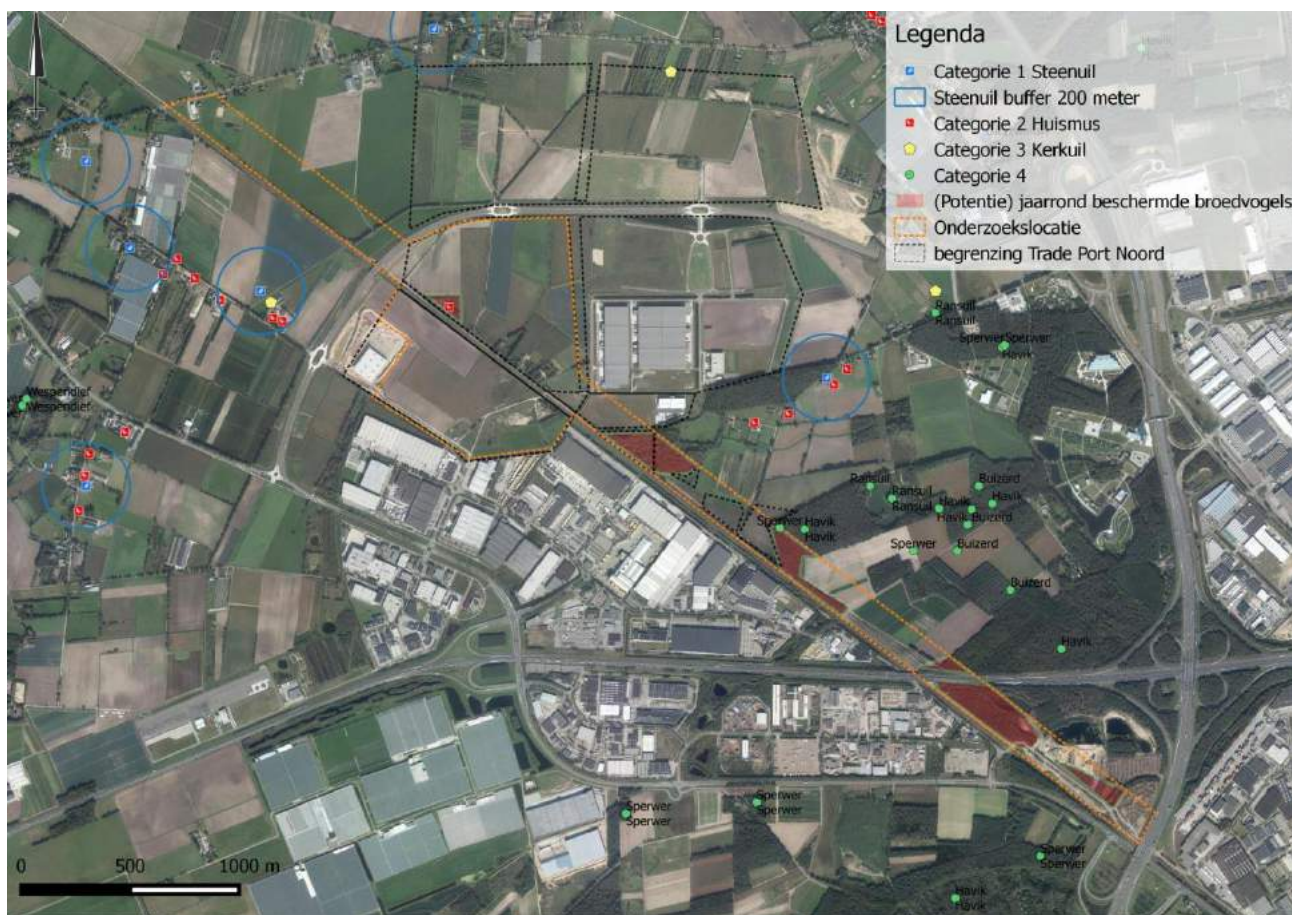 Legenda
Categorie 1 Steenuil
Steenuil buffer 200 meter
Categorie 2 Huismus
Categorie 3 Kerkuil
Categorie 4
(Potentie) jaarrond beschermde broedvogels
Onderzoekslocatie
begrenzing Trade Port Noord
Ransuil
Ransuil
Sperwer Sperwer
Havik
Wespendief
Wespendief
Ransuil
Buizerd
Ransuil
Ransuil
Havik
Havik
Havik
Buizerd
Sperwer
Havik
Havik
Sperwer
Buizerd
Buizerd
Havik
Sperwer
Sperwer
Sperwer
Sperwer
Sperwer
Sperwer
Havik
Havik
0 500 1000 m